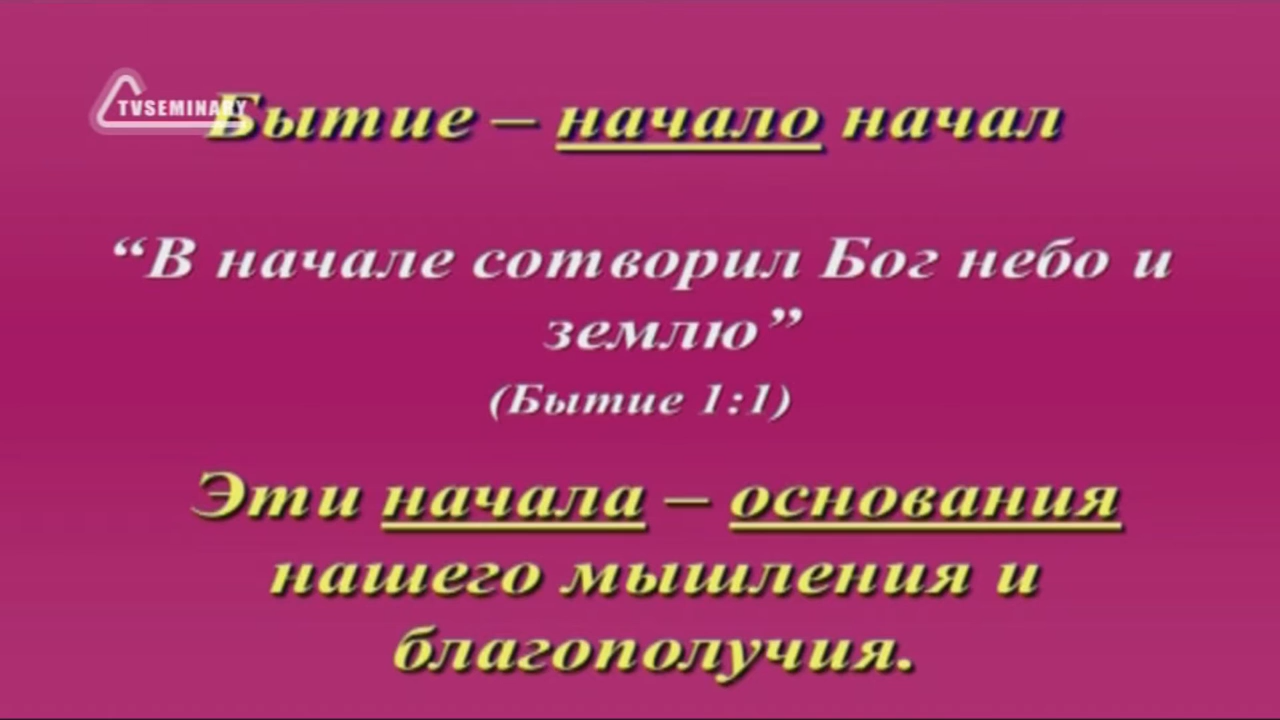 TVSEMINARY
Бытие – начало начал
“В начале сотворил Бог небо и
землю”
(Бытие 1:1)
Эти начала – основания
нашего мышления и
благополучия.